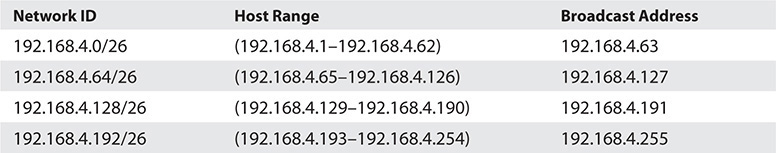 Network ID Host Range Broadcast Address
192.168.4.0/26 (192.168.4.1–192.168.4.62) 192.168.4.63
192.168.4.64/26 (192.168.4.65–192.168.4.126) 192.168.4.127
192.168.4.128/26 (192.168.4.129–192.168.4.190) 192.168.4.191
192.168.4.192/26 (192.168.4.193–192.168.4.254) 192.168.4.255